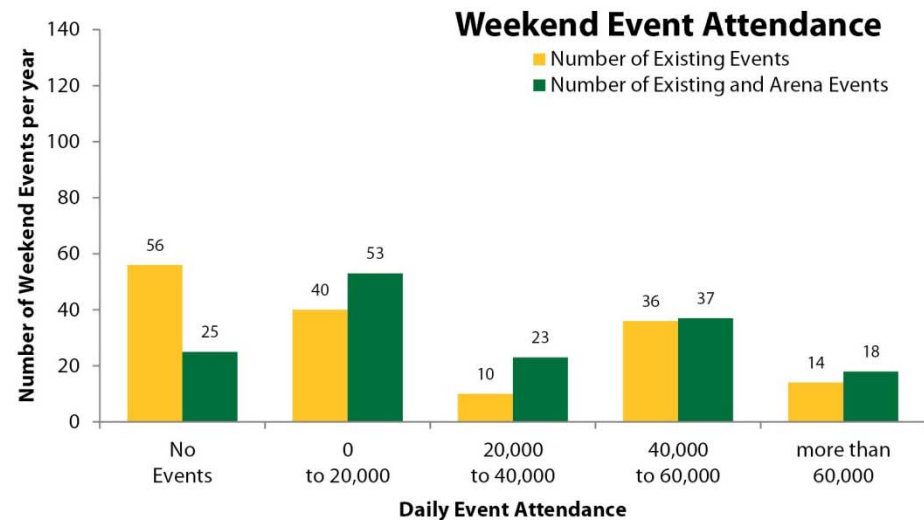 Weekend Event Attendance
Number of Existing Events
Number of Existing and Arena Events
Number of Weekend Events per year
140
120
100
80
60
40
20
0
56
25
40
53
10
23
36
37
14
18
No
Events
0
to 20,000
20,000
to 40,000
40,000
to 60,000
more than
60,000
Daily Event Attendance